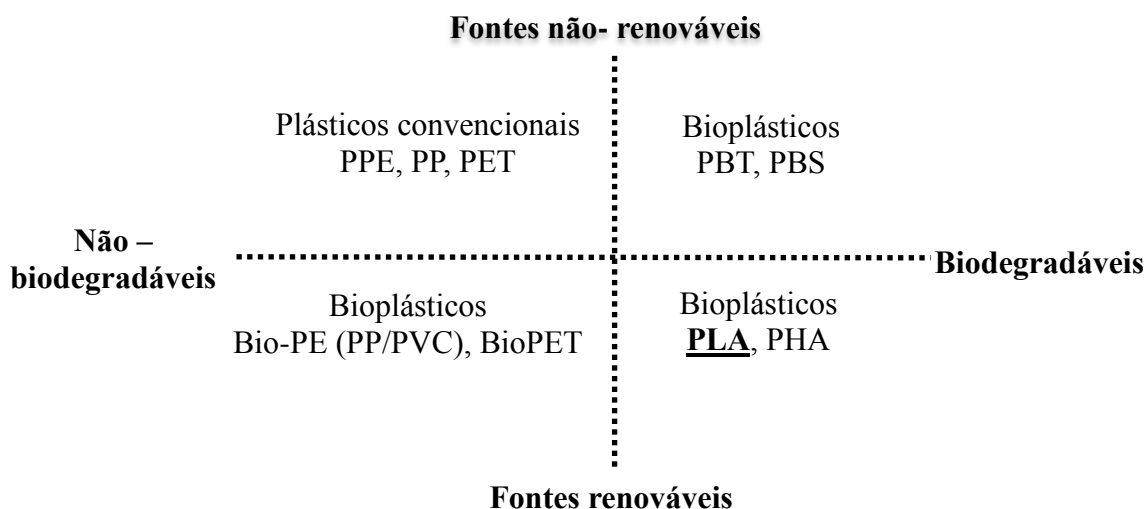 Fontes não- renováveis
Plásticos convencionais
PPE, PP, PET
Bioplásticos
PBT, PBS
Não –
biodegradáveis
Biodegradáveis
Bioplásticos
Bio-PE (PP/PVC), BioPET
Bioplásticos
PLA, PHA
Fontes renováveis